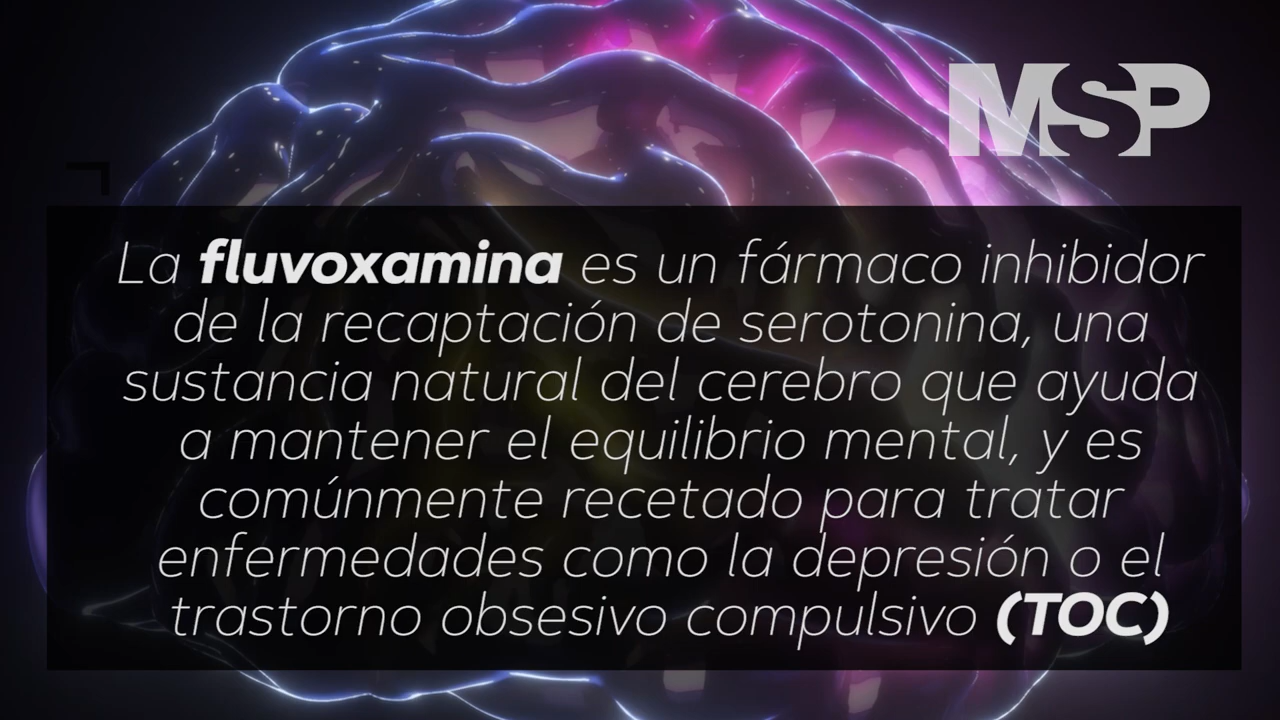 MSP
La fluvoxamina es un fármaco inhibidor
de la recaptación de serotonina, una
sustancia natural del cerebro que ayuda
a mantener el equilibrio mental, y es
comúnmente recetado para tratar
enfermedades como la depresión o el
trastorno obsesivo compulsivo (TOC)